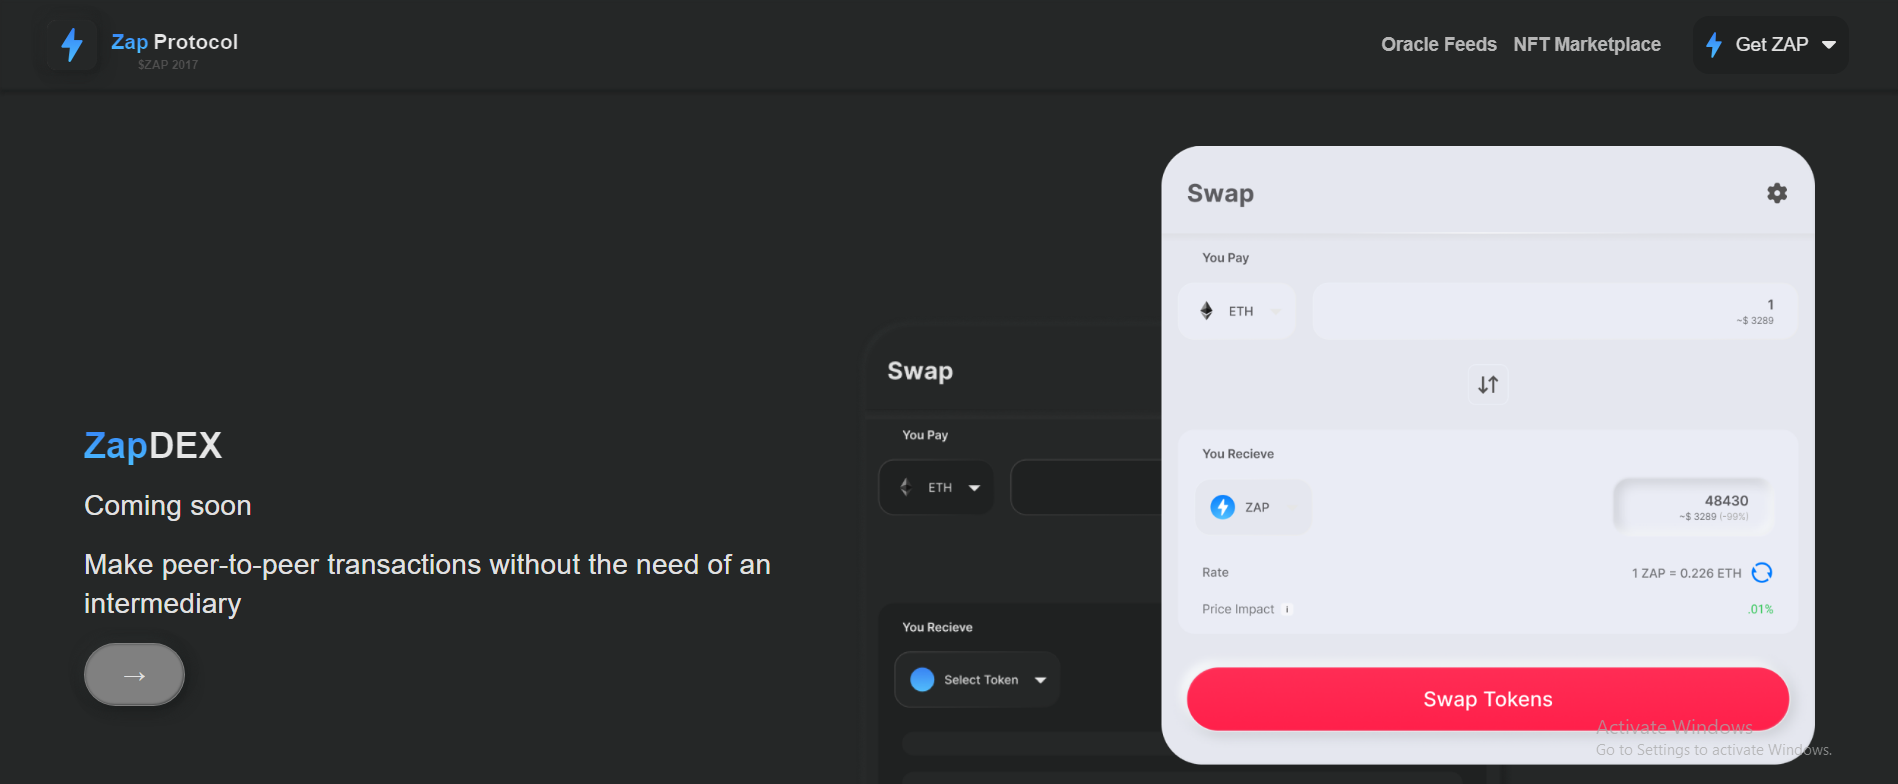 Zap Protocol
$ZAP 2017
Oracle Feeds
NFT Marketplace
Get ZAP
ZapDEX
Coming soon
Make peer-to-peer transactions without the need of an
intermediary
→
Swap
You Pay
ETH
You Recieve
Select Token
Swap
You Pay
ETH
1
~$ 3289
You Recieve
ZAP
48430
~$ 3289 (-99%)
Rate
1 ZAP = 0.226 ETH
Price Impact i
.01%
Swap Tokens
Activate Windows
Go to Settings to activate Windows.